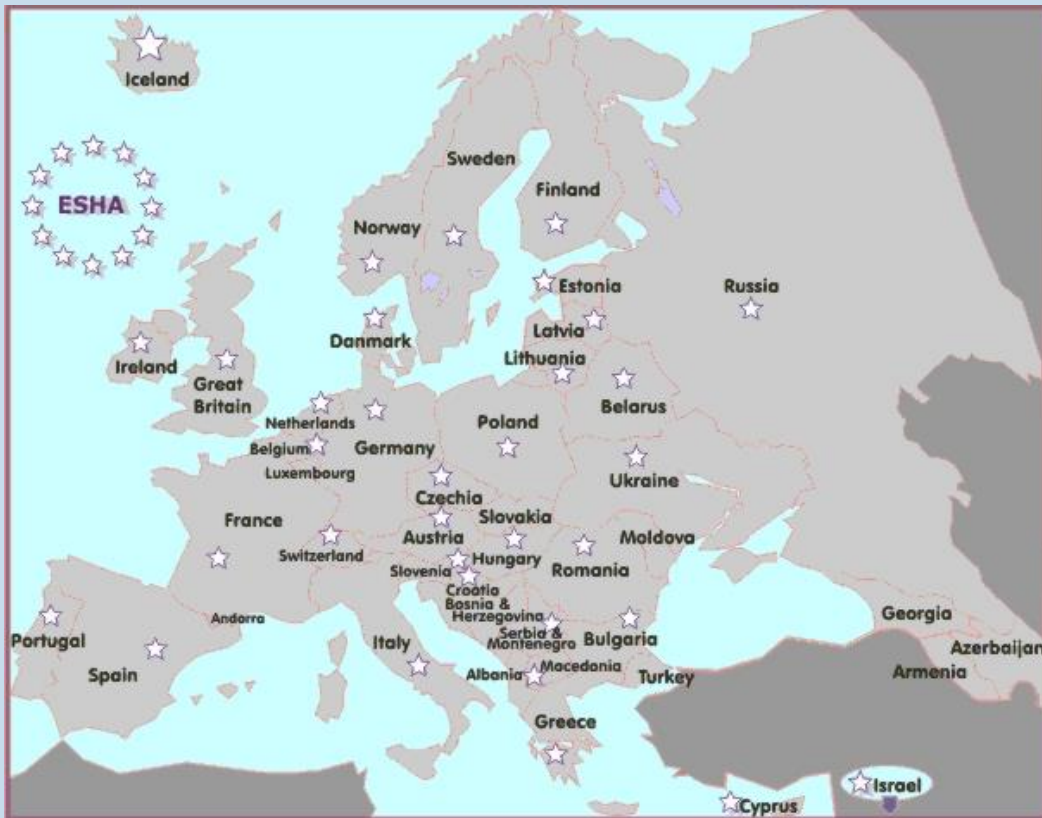 Iceland
ESHA
Sweden
Finland
Norway
Estonia
Russia
Latvia
Danmark
Lithuania
Ireland
Great
Britain
Belarus
Netherlands
Poland
Belgium
Germany
Luxembourg
Ukraine
Czechia
France
Slovakia
Austria
Moldova
Switzerland
Hungary
Slovenia
Romania
Croatia
Bosnia &
Herzegovina
Andorra
Georgia
Portugal
Serbia &
Montenegro
Bulgaria
Italy
Azerbaijan
Spain
Albania
Macedonia
Turkey
Armenia
Greece
Israel
Cyprus